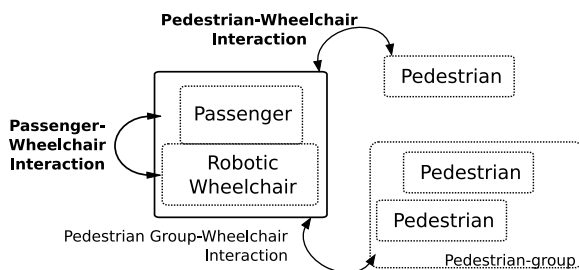 Pedestrian-Wheelchair
Interaction
Pedestrian
Passenger
Passenger-
Wheelchair
Interaction
Robotic
Wheelchair
Pedestrian
Pedestrian
Pedestrian Group-Wheelchair
Interaction
Pedestrian-group